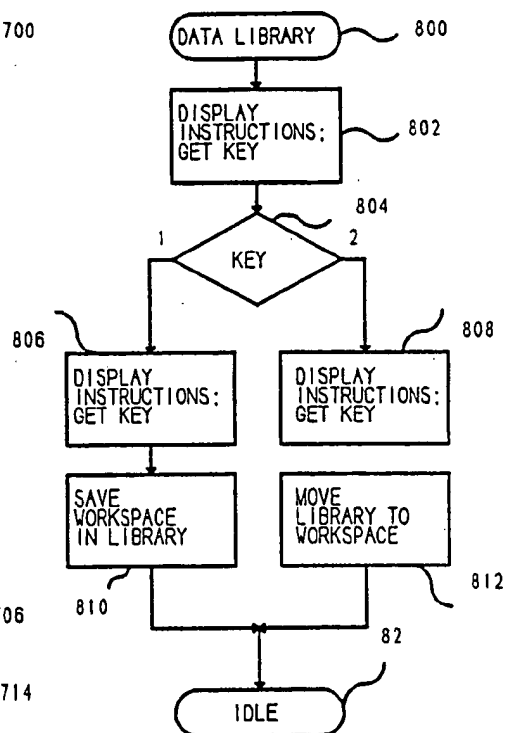 700
DATA LIBRARY
800
DISPLAY
INSTRUCTIONS;
GET KEY
802
804
1
2
KEY
806
808
DISPLAY
INSTRUCTIONS;
GET KEY
DISPLAY
INSTRUCTIONS;
GET KEY
SAVE
WORKSPACE
IN LIBRARY
MOVE
LIBRARY TO
WORKSPACE
810
812
06
82
714
IDLE